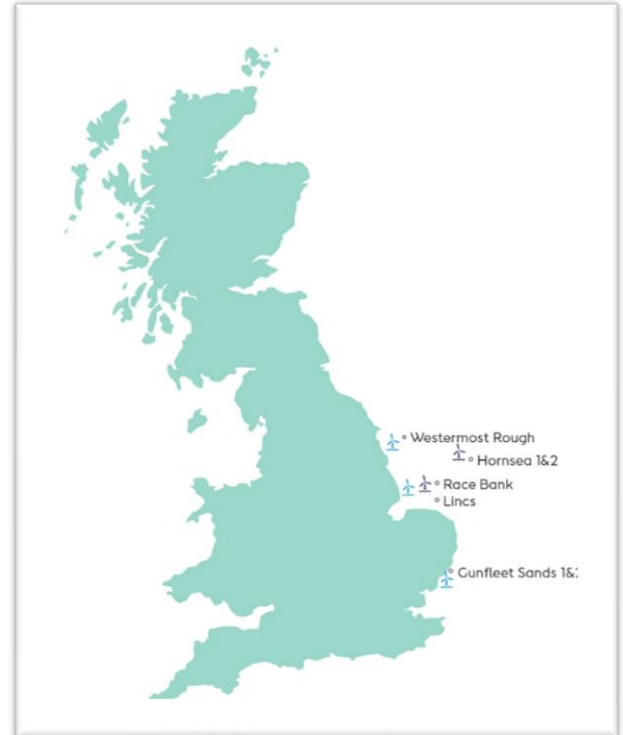 Westermost Rough
Hornsea 1&2
Race Bank
Lincs
Gunfleet Sands 1&